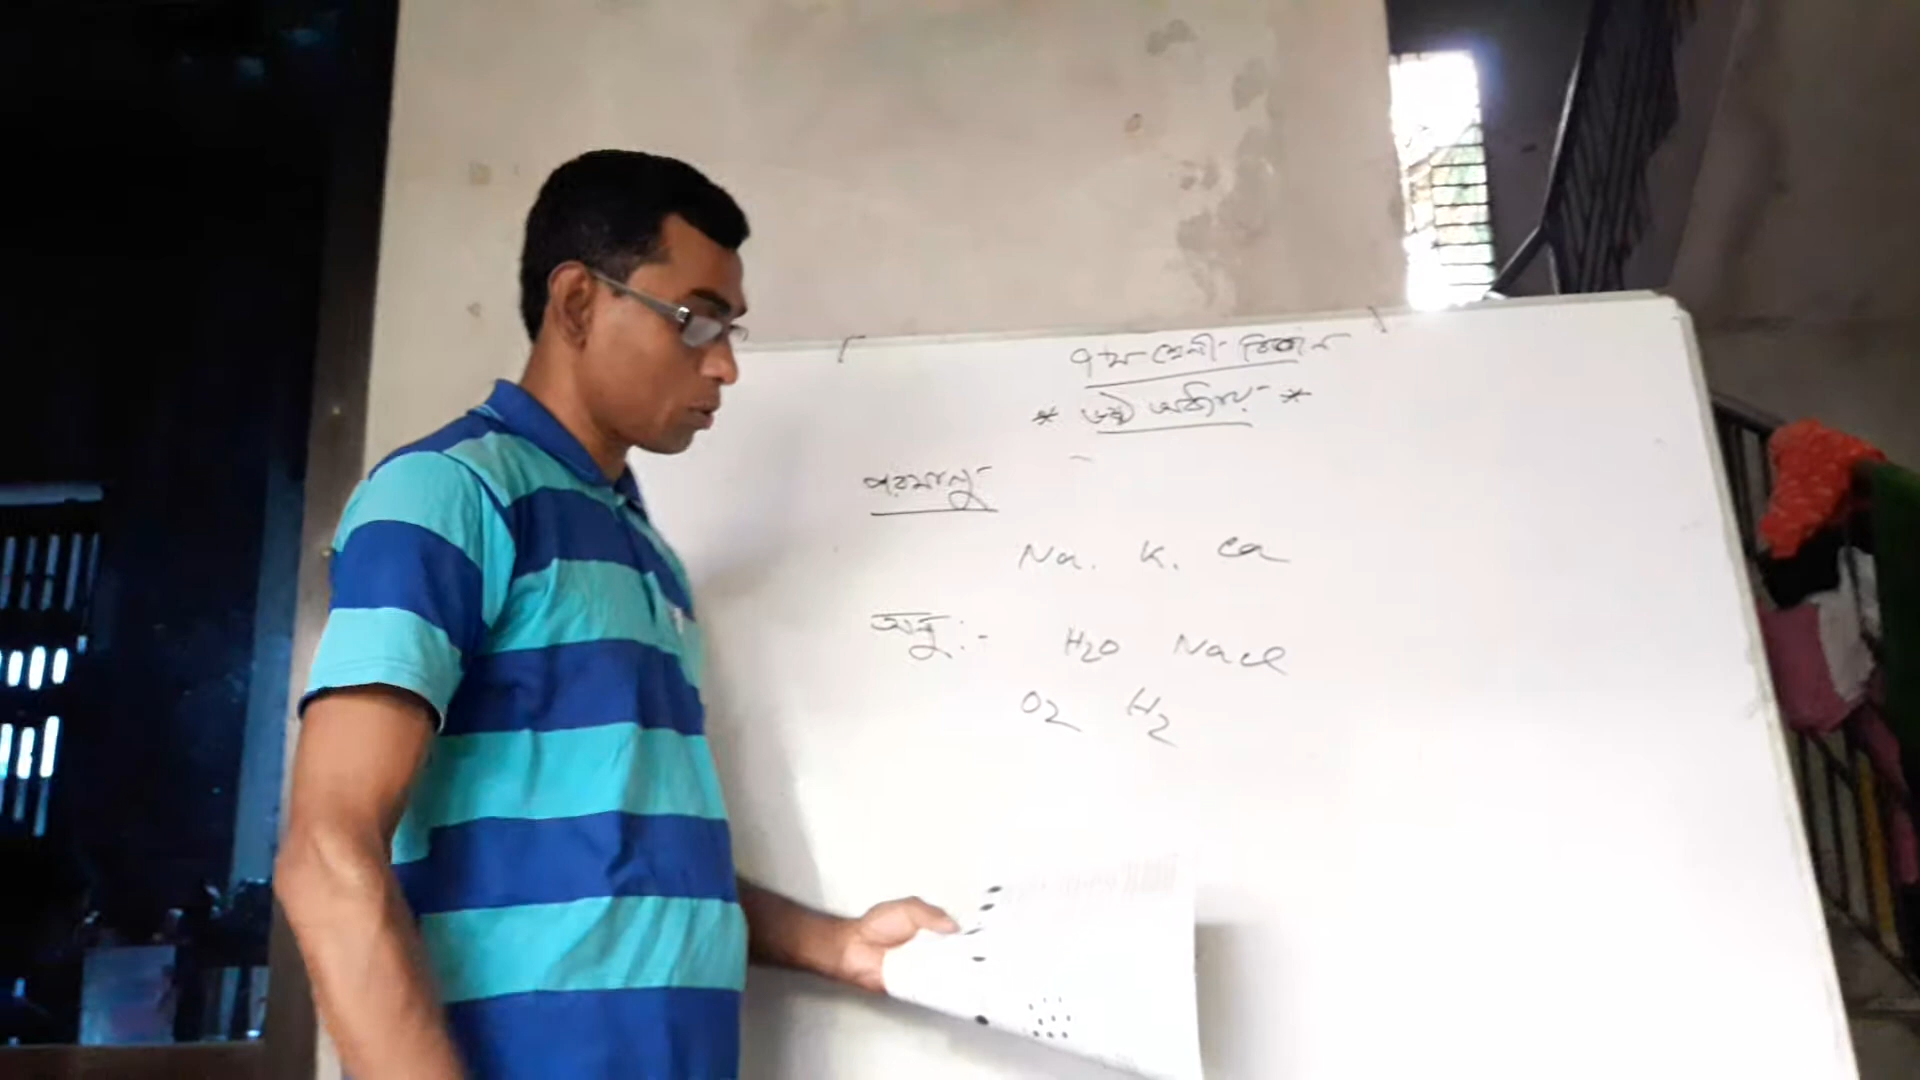 ৭ম শ্রেণী বিজ্ঞান
* ৬ষ্ঠ অধ্যায় *
পরমাণু
Na. K. Ca
অণু:-
H2O NaCl
O2 H2